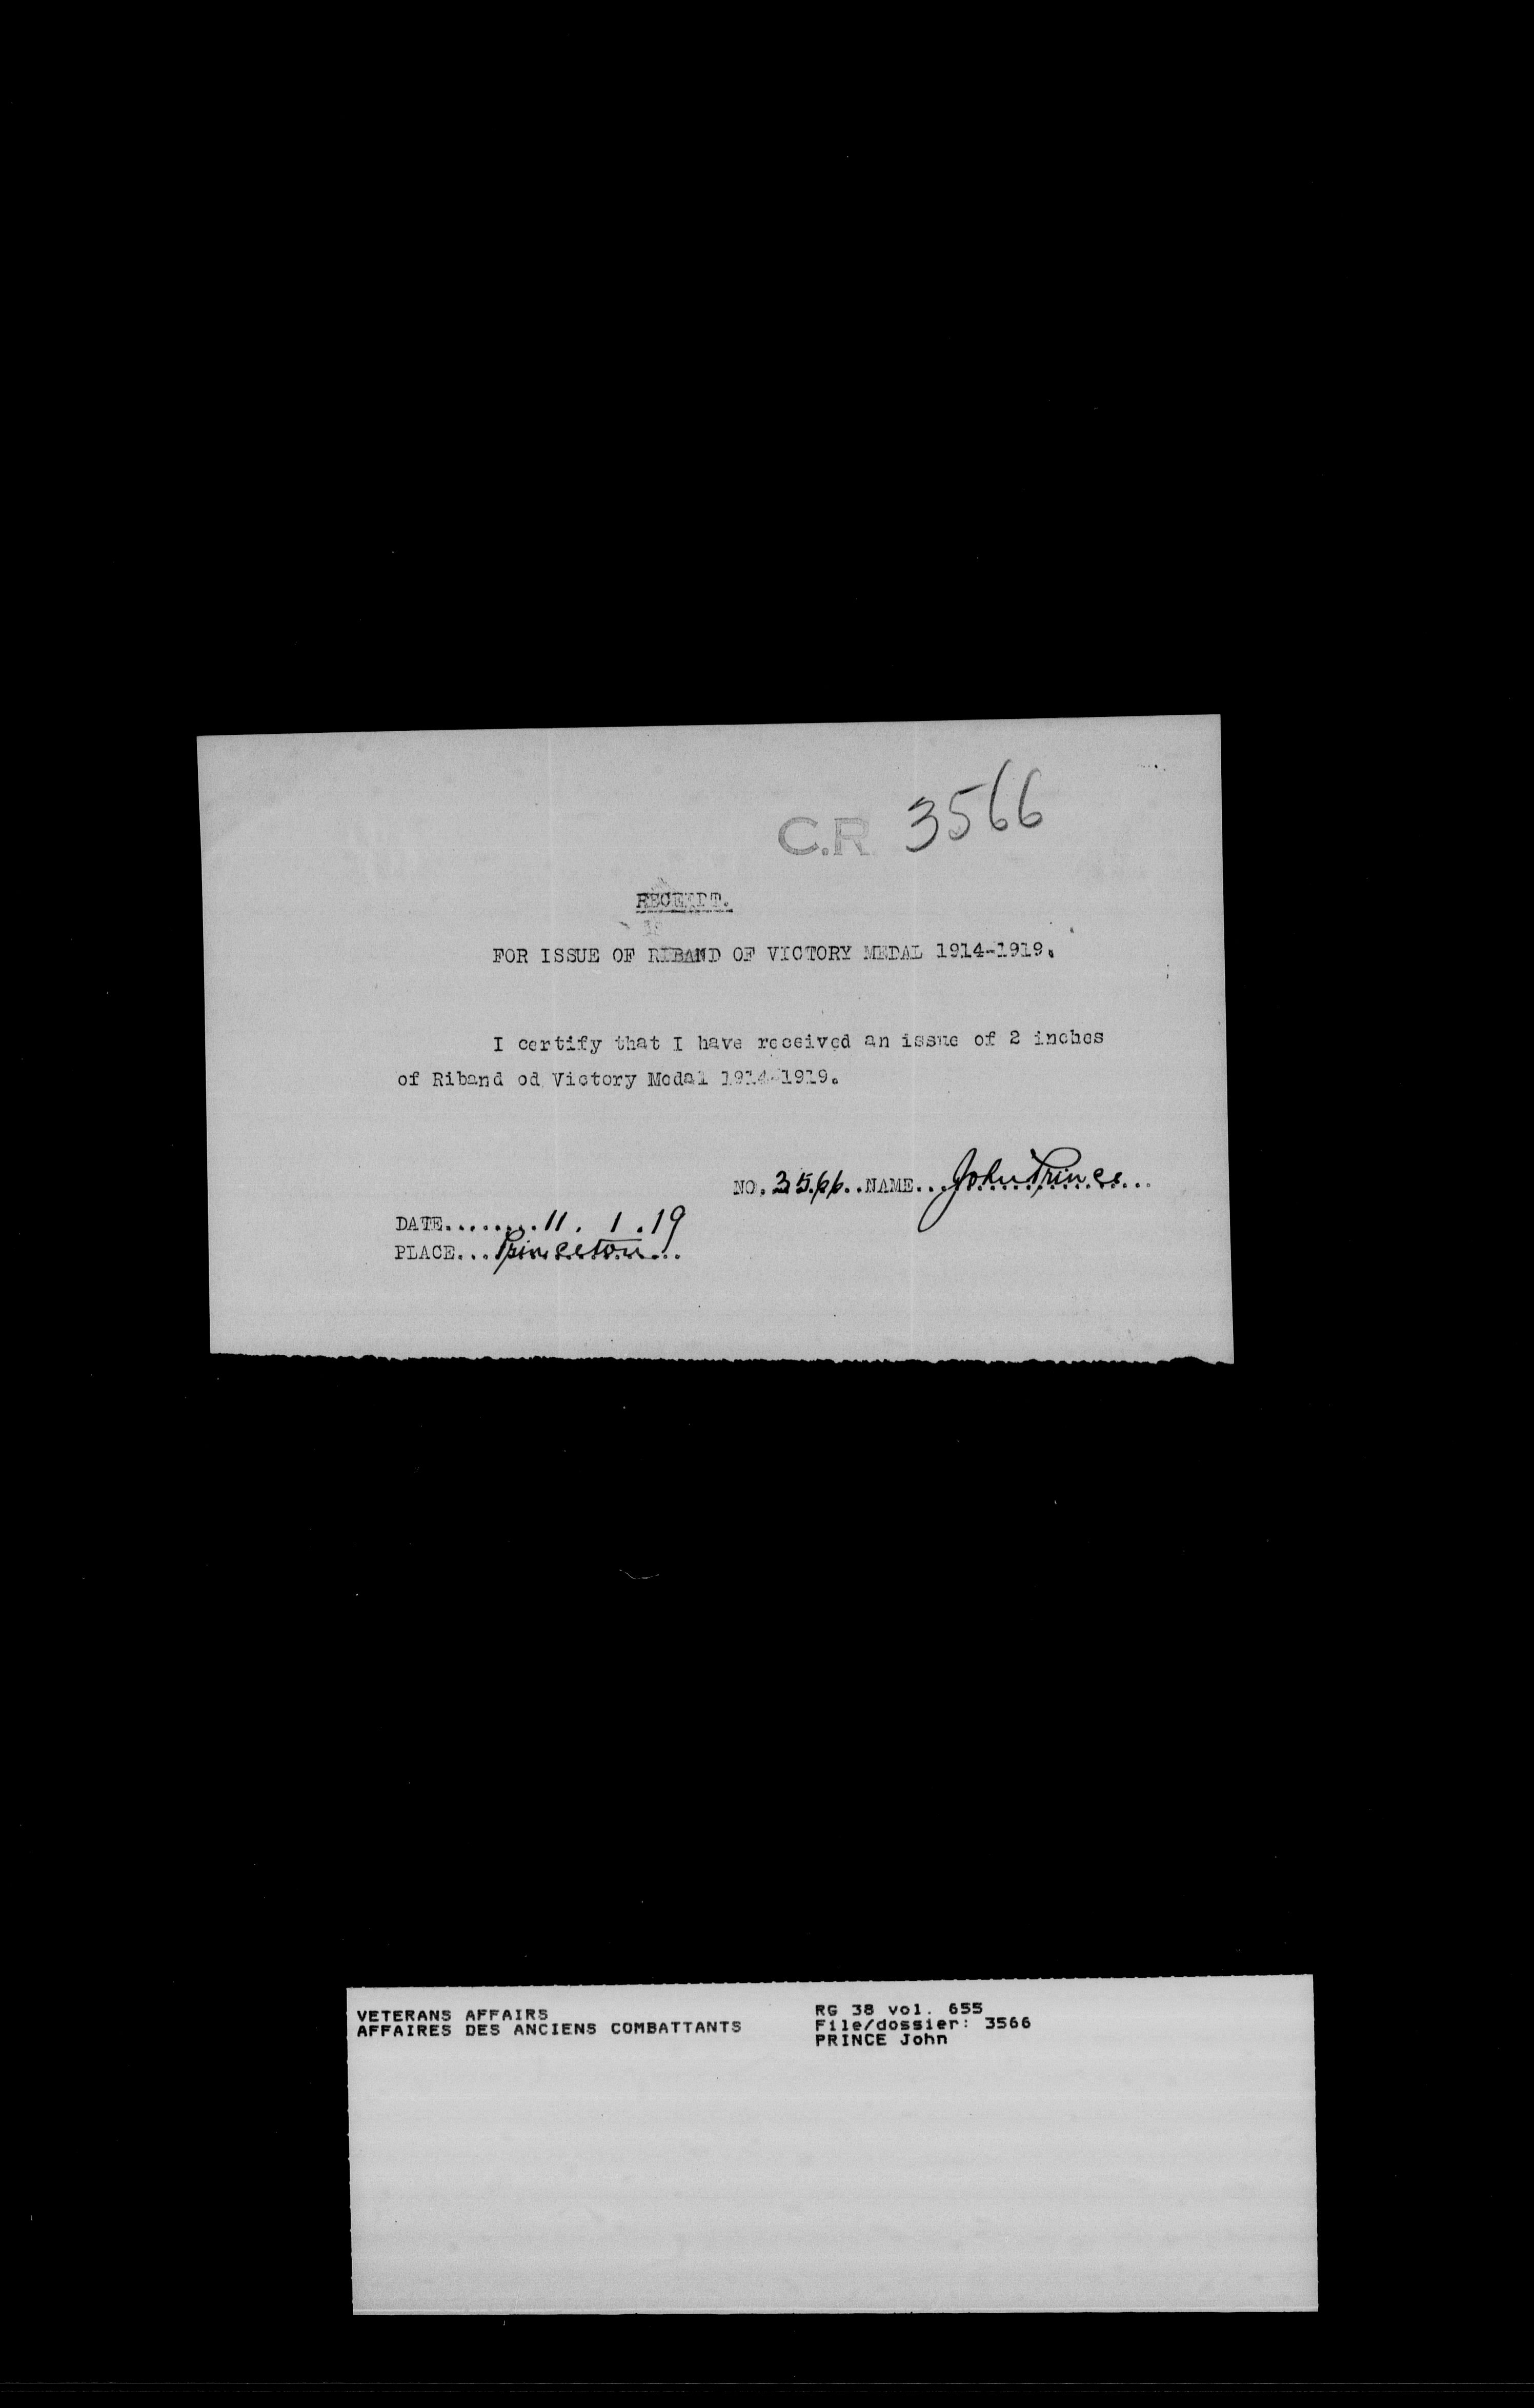 C.R. 3566
RECEIPT.
FOR ISSUE OF RIBAND OF VICTORY MEDAL 1914-1919.
I certify that I have received an issue of 2 inches
of Riband od Victory Medal 1914-1919.
NO. 3566..NAME...John Prince...
DATE........11. 1 .19
PLACE...Princeton...
VETERANS AFFAIRS
AFFAIRES DES ANCIENS COMBATTANTS
RG 38 vol. 655
File/dossier: 3566
PRINCE John